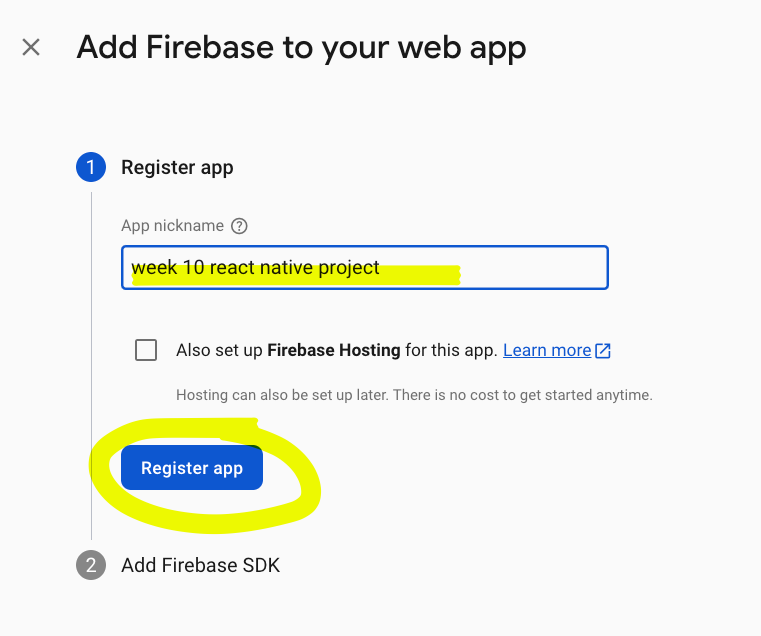 Add Firebase to your web app
1 Register app
App nickname
week 10 react native project
Also set up Firebase Hosting for this app. Learn more
Hosting can also be set up later. There is no cost to get started anytime.
Register app
2 Add Firebase SDK